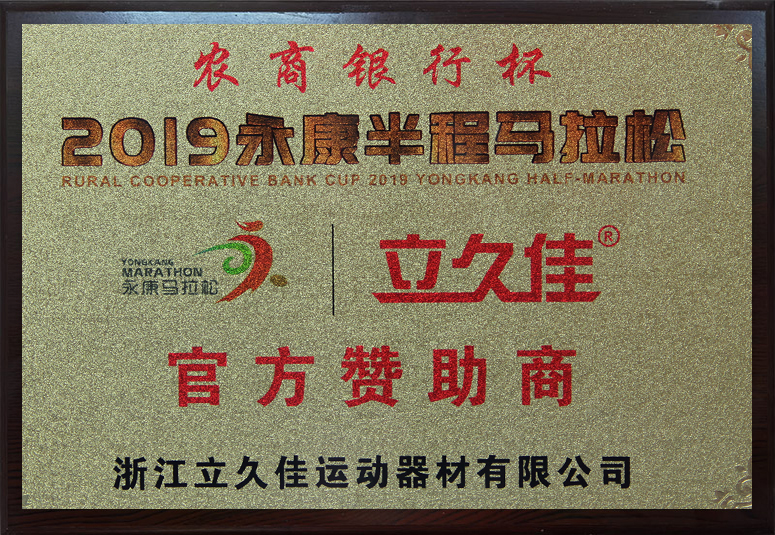 农商银行杯
2019永康半程马拉松
RURAL COOPERATIVE BANK CUP 2019 YONGKANG HALF-MARATHON
YONGKANG
MARATHON
永康马拉松
立久佳®
官方赞助商
浙江立久佳运动器材有限公司